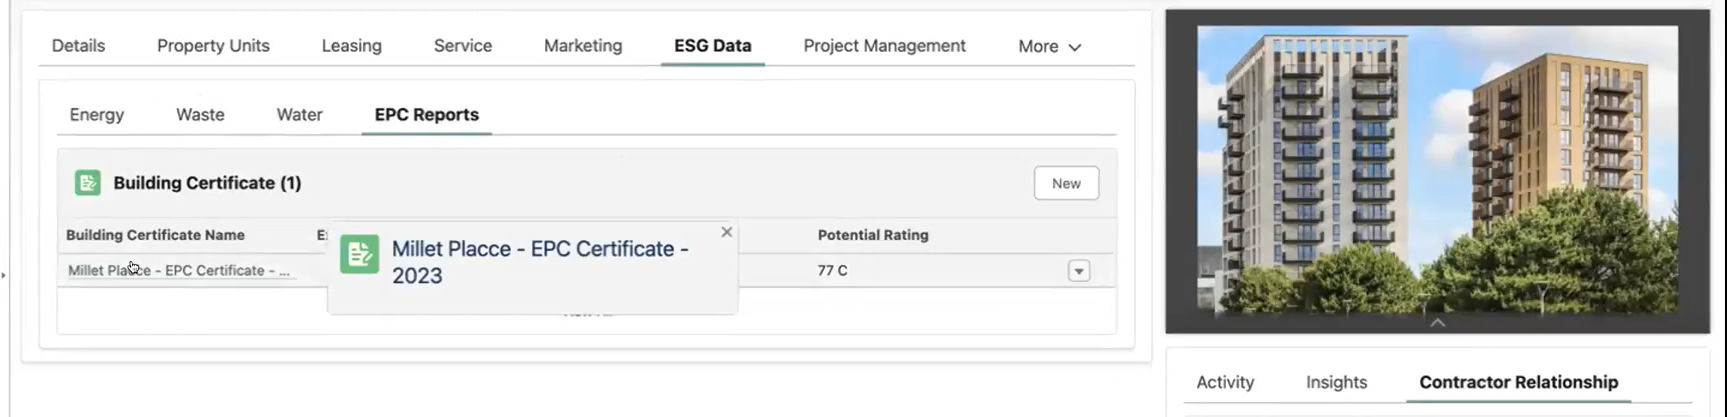 Details Property Units Leasing Service Marketing ESG Data Project Management More
Energy Waste Water EPC Reports
Building Certificate (1) New
Building Certificate Name Potential Rating
Millet Placce - EPC Certificate - ... 77 C
Millet Placce - EPC Certificate -
2023
Activity Insights Contractor Relationship